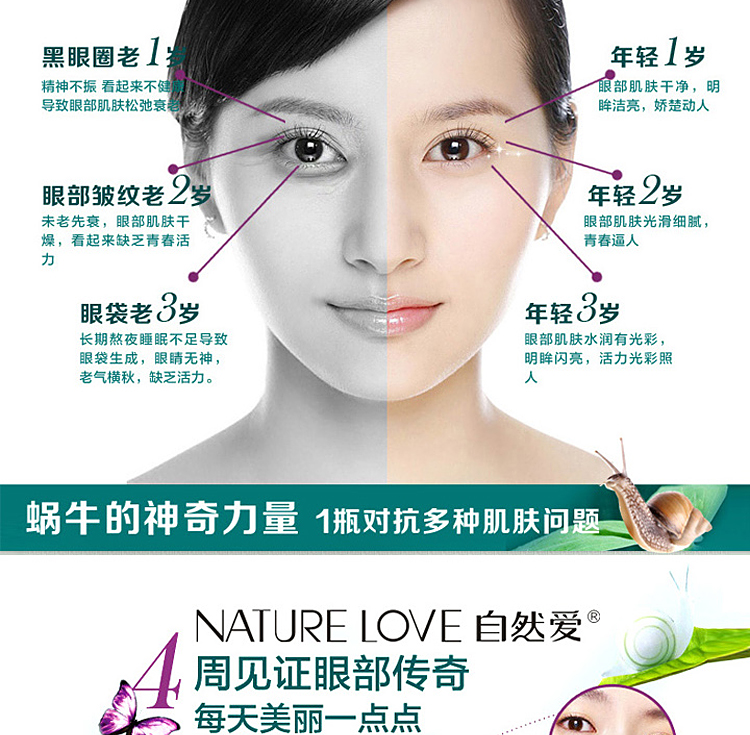 黑眼圈老1岁
精神不振 看起来不健康
导致眼部肌肤松弛衰老
眼部皱纹老2岁
未老先衰，眼部肌肤干
燥，看起来缺乏青春活
力
眼袋老3岁
长期熬夜睡眠不足导致
眼袋生成，眼睛无神，
老气横秋，缺乏活力。
年轻1岁
眼部肌肤干净，明
眸洁亮，娇楚动人
年轻2岁
眼部肌肤光滑细腻，
青春逼人
年轻3岁
眼部肌肤水润有光彩，
明眸闪亮，活力光彩照
人
蜗牛的神奇力量 1瓶对抗多种肌肤问题
NATURE LOVE 自然爱®
4周见证眼部传奇
每天美丽一点点